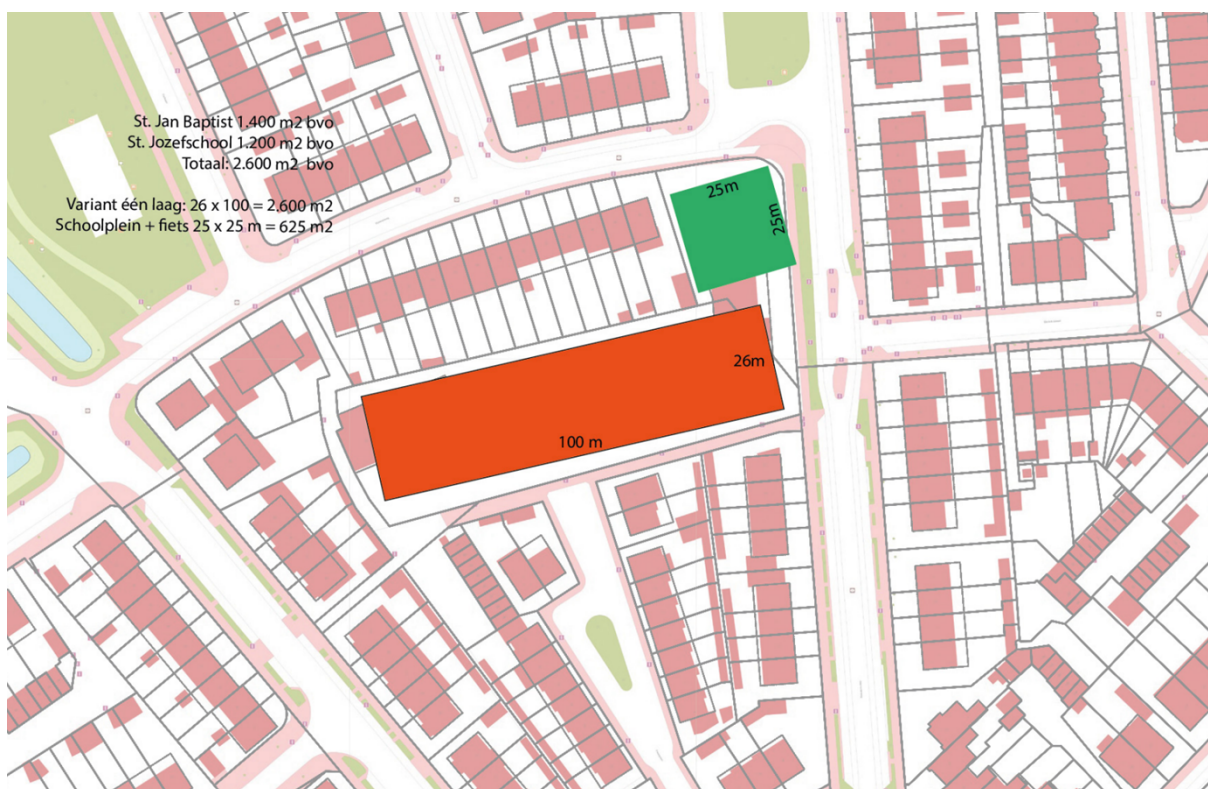 St. Jan Baptist 1.400 m2 bvo
St. Jozefschool 1.200 m2 bvo
Totaal: 2.600 m2 bvo
Variant één laag: 26 x 100 = 2.600 m2
Schoolplein + fiets 25 x 25 m = 625 m2
25m
25m
26m
100 m